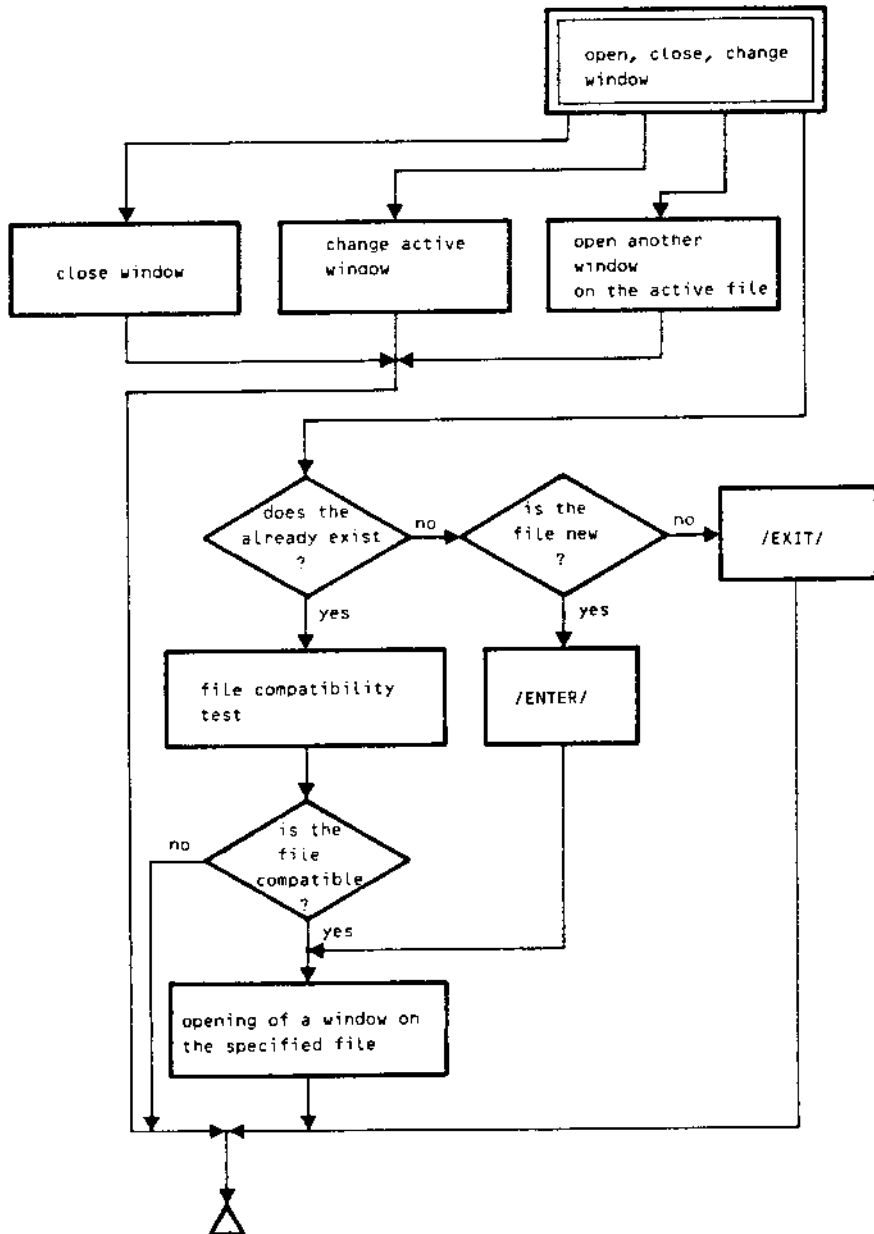 open, close, change
window
close window
change active
window
open another
window
on the active file
does the
already exist
?
no
is the
file new
?
no
/EXIT/
yes
yes
file compatibility
test
/ENTER/
is the
file
compatible
?
no
yes
opening of a window on
the specified file